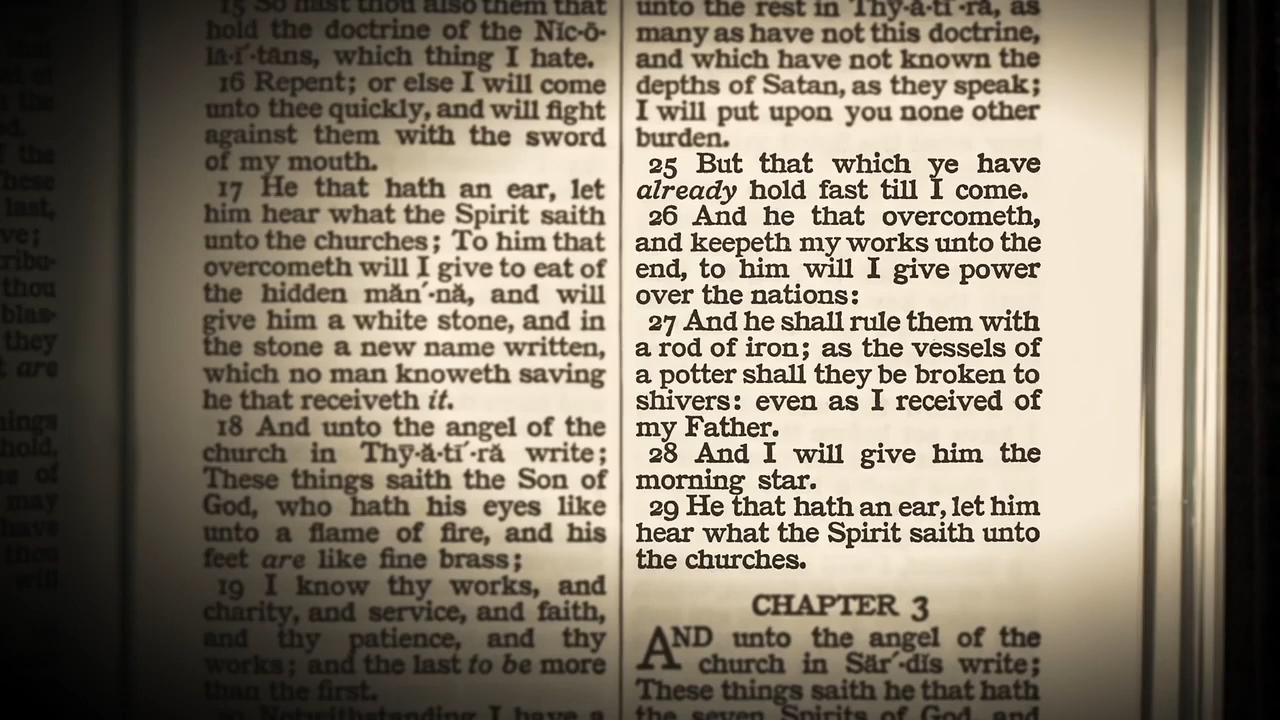 15 So hast thou also them that
hold the doctrine of the Nĭc-ō-
lā-ī´-tāns, which thing I hate.
16 Repent; or else I will come
unto thee quickly, and will fight
against them with the sword
of my mouth.
17 He that hath an ear, let
him hear what the Spirit saith
unto the churches; To him that
overcometh will I give to eat of
the hidden măn´-nă, and will
give him a white stone, and in
the stone a new name written,
which no man knoweth saving
he that receiveth it.
18 And unto the angel of the
church in Thȳ-ă-tī´-ră write;
These things saith the Son of
God, who hath his eyes like
unto a flame of fire, and his
feet are like fine brass;
19 I know thy works, and
charity, and service, and faith,
and thy patience, and thy
works; and the last to be more
than the first.
Notwithstanding I have a
unto the rest in Thȳ-ă-tī´-ră, as
many as have not this doctrine,
and which have not known the
depths of Satan, as they speak;
I will put upon you none other
burden.
25 But that which ye have
already hold fast till I come.
26 And he that overcometh,
and keepeth my works unto the
end, to him will I give power
over the nations:
27 And he shall rule them with
a rod of iron; as the vessels of
a potter shall they be broken to
shivers: even as I received of
my Father.
28 And I will give him the
morning star.
29 He that hath an ear, let him
hear what the Spirit saith unto
the churches.
CHAPTER 3
AND unto the angel of the
church in Sär´-dĭs write;
These things saith he that hath
the seven Spirits of God, and